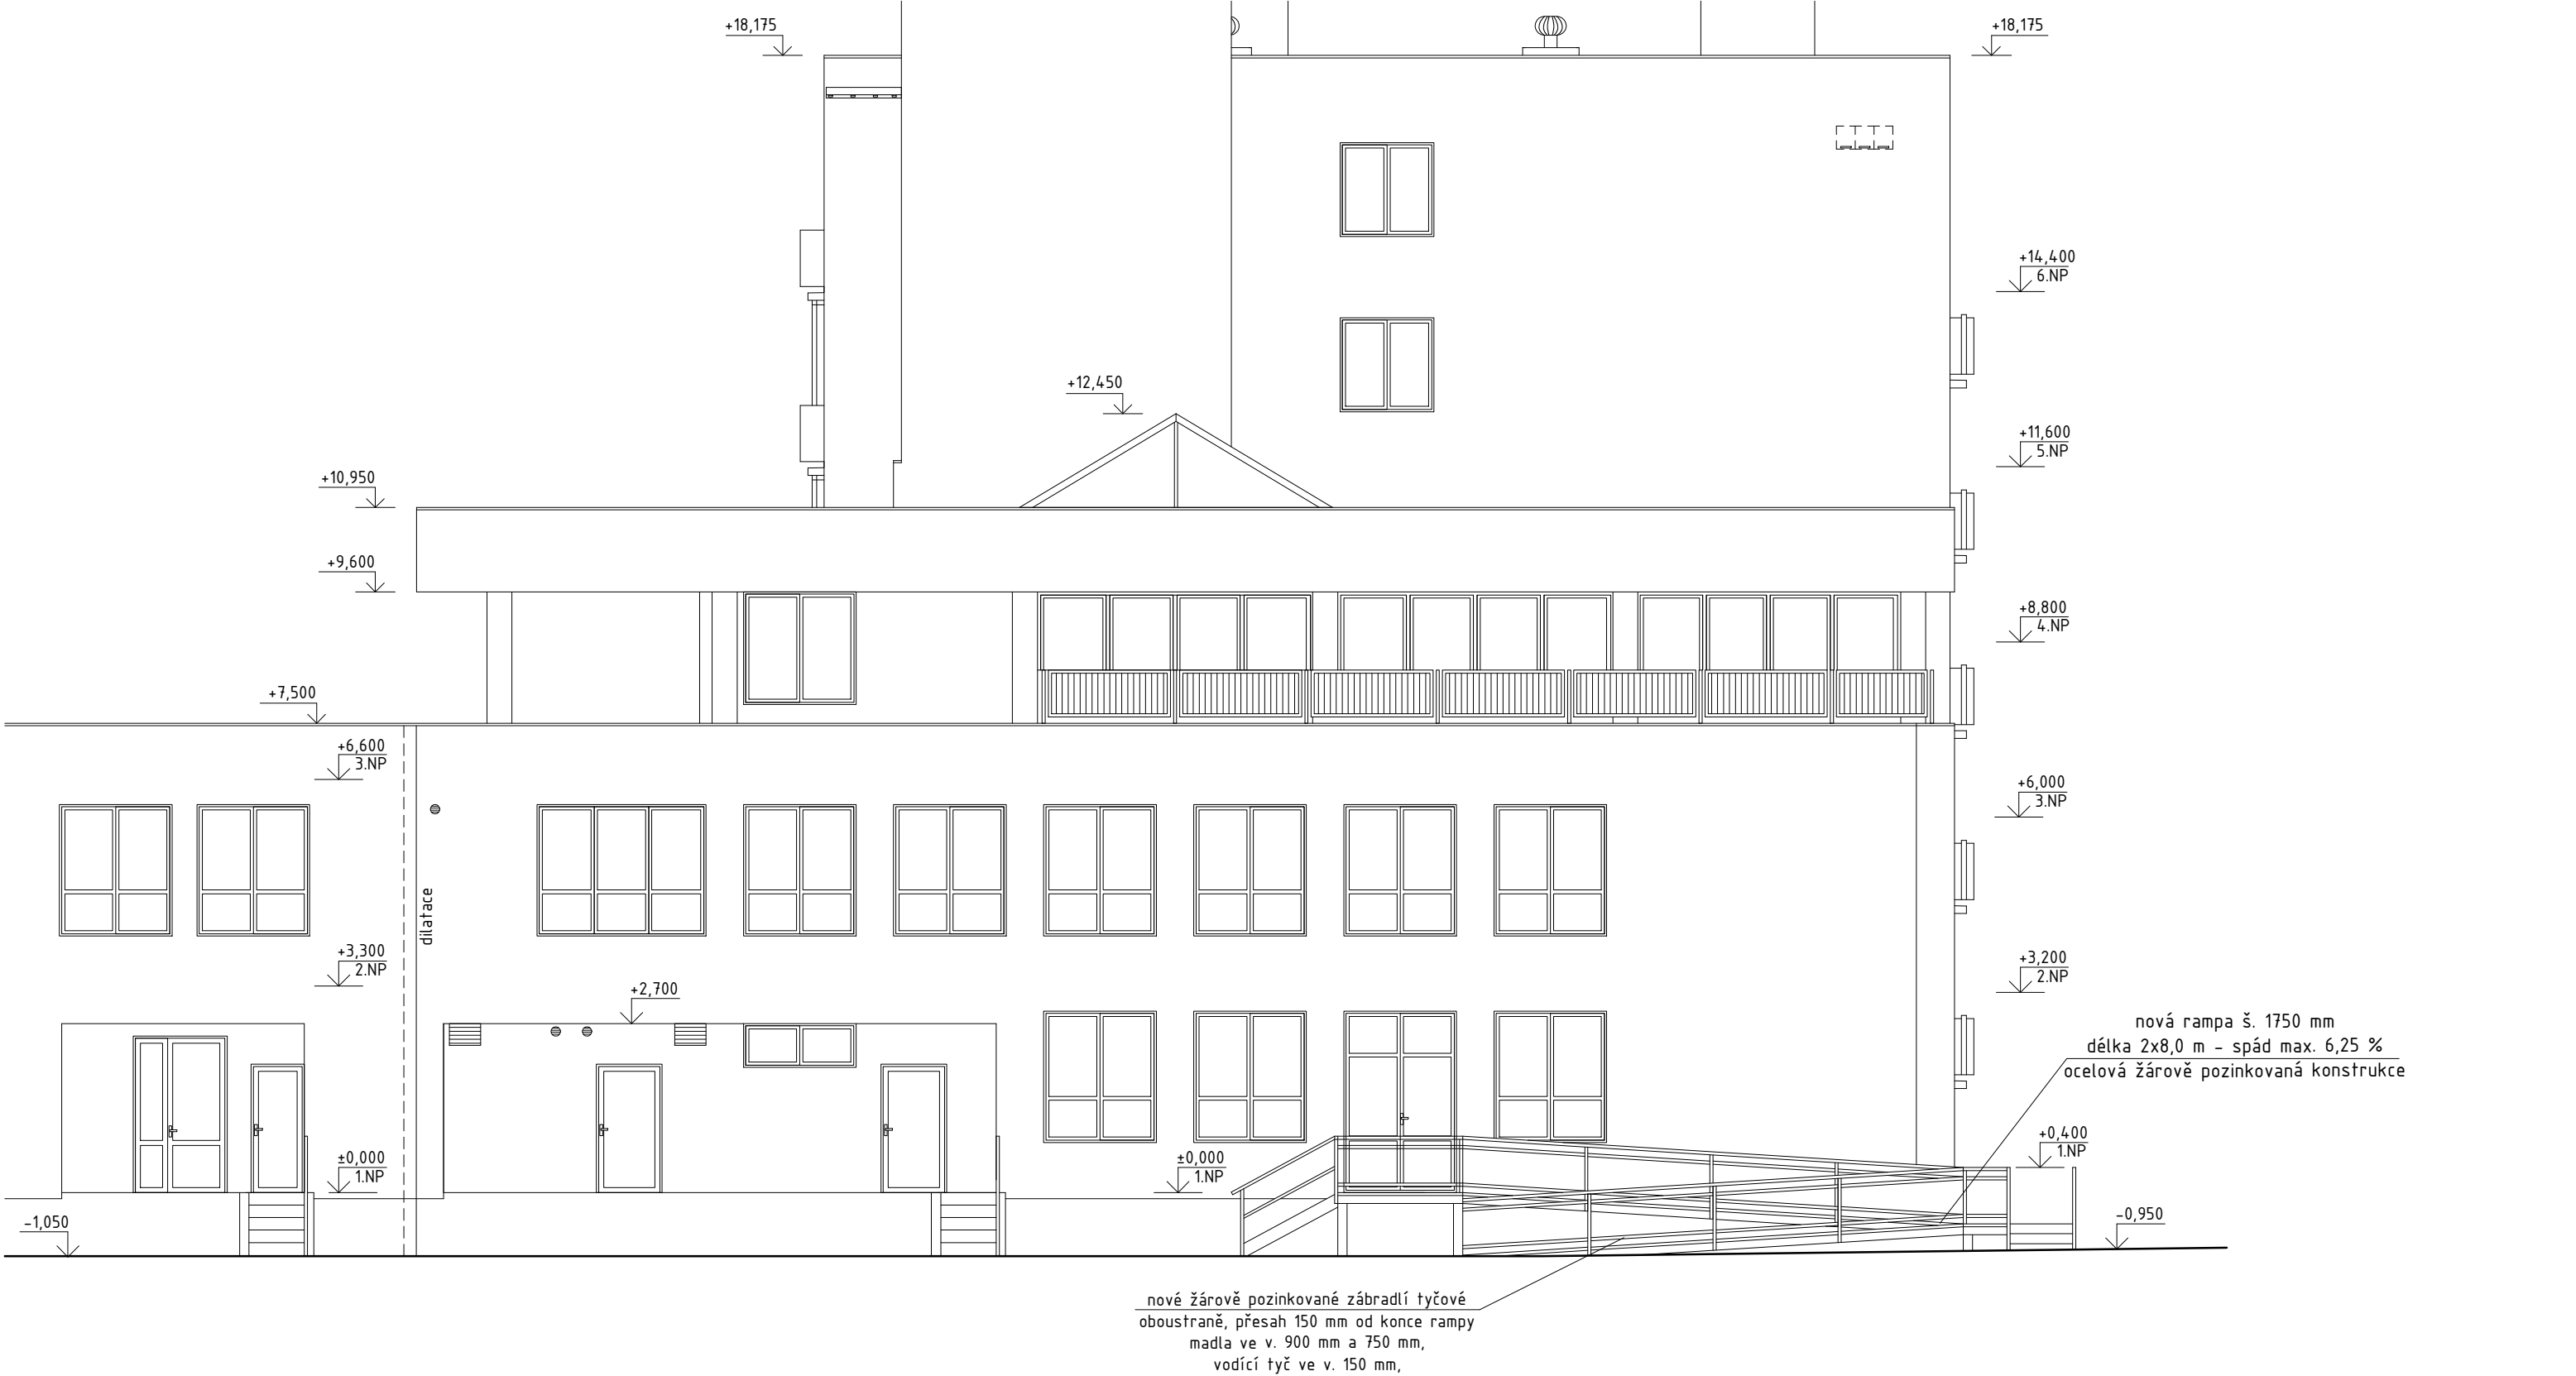 +18,175
+18,175
+14,400
6.NP
+12,450
+11,600
5.NP
+10,950
+9,600
+8,800
4.NP
+7,500
+6,600
3.NP
+6,000
3.NP
dilatace
+3,300
2.NP
+3,200
2.NP
+2,700
nová rampa š. 1750 mm
délka 2x8,0 m - spád max. 6,25 %
ocelová žárově pozinkovaná konstrukce
±0,000
1.NP
±0,000
1.NP
+0,400
1.NP
-1,050
-0,950
nové žárově pozinkované zábradlí tyčové
oboustraně, přesah 150 mm od konce rampy
madla ve v. 900 mm a 750 mm,
vodící tyč ve v. 150 mm,